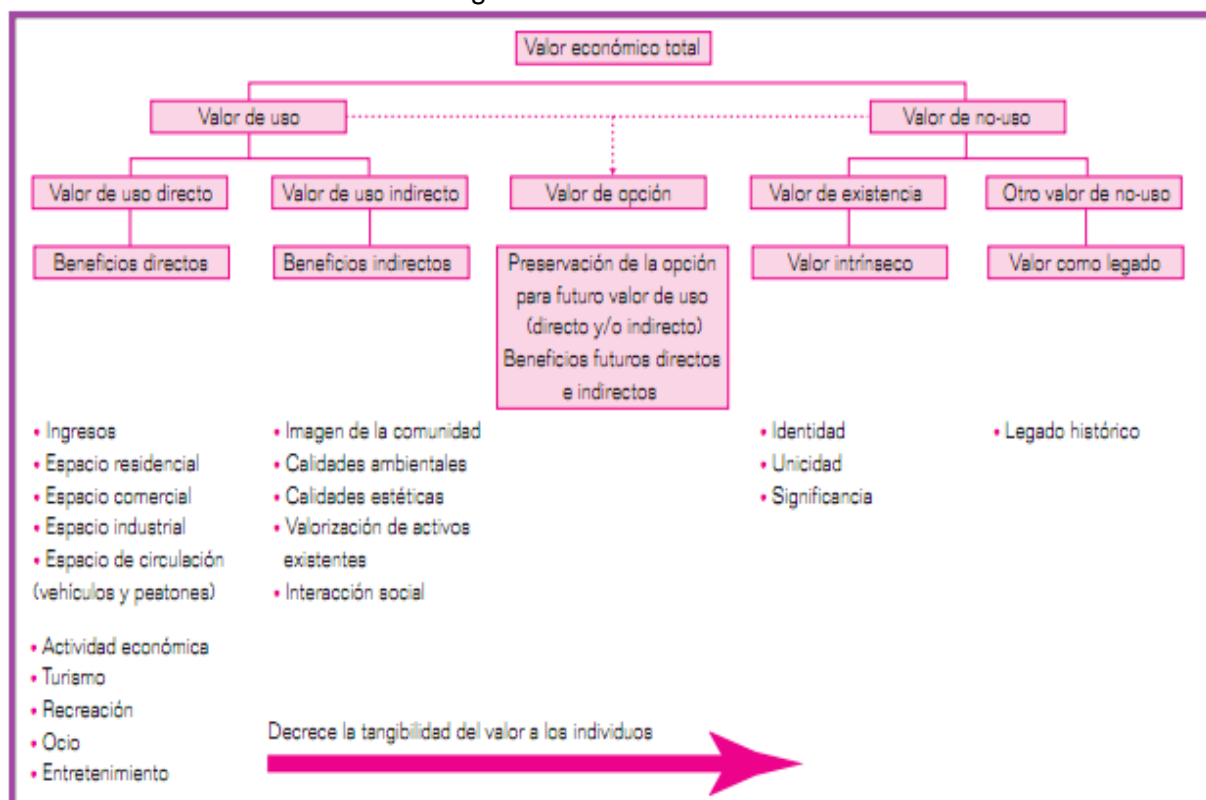 Valor económico total
Valor de uso
Valor de no-uso
Valor de uso directo
Valor de uso indirecto
Valor de opción
Valor de existencia
Otro valor de no-uso
Beneficios directos
Beneficios indirectos
Preservación de la opción
para futuro valor de uso
(directo y/o indirecto)
Beneficios futuros directos
e indirectos
Valor intrínseco
Valor como legado
• Ingresos
• Espacio residencial
• Espacio comercial
• Espacio industrial
• Espacio de circulación
(vehículos y peatones)
• Actividad económica
• Turismo
• Recreación
• Ocio
• Entretenimiento
• Imagen de la comunidad
• Calidades ambientales
• Calidades estéticas
• Valorización de activos
existentes
• Interacción social
• Identidad
• Unicidad
• Significancia
• Legado histórico
Decrece la tangibilidad del valor a los individuos